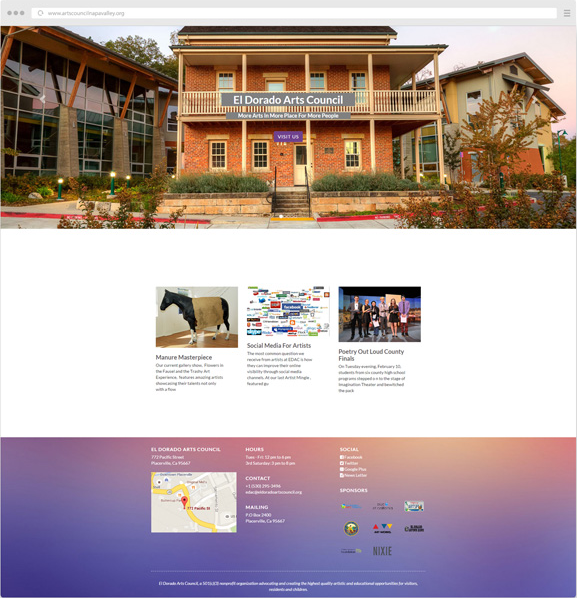 www.artscouncilnapavalley.org
El Dorado Arts Council
More Arts In More Place For More People
VISIT US
Manure Masterpiece
Our current gallery show, Flowers in
the Faucet and the Trashy Art
Experience, features amazing artists
showcasing their talents not only
with a flow
Social Media For Artists
The most common question we
receive from artists at EDAC is how
they can improve their online
visibility through social media
channels. At our last Artist Mingle,
featured gu
Poetry Out Loud County
Finals
On Tuesday evening, February 10,
students from six county high school
programs stepped on to the stage of
Imagination Theater and bewitched
the pack
EL DORADO ARTS COUNCIL
772 Pacific Street
Placerville, Ca 95667
HOURS
Tues - Fri: 12 pm to 6 pm
3rd Saturday: 5 pm to 8 pm
CONTACT
+1 (530) 295-3496
edac@eldoradoartscouncil.org
MAILING
P.O Box 2400
Placerville, Ca 95667
SOCIAL
Facebook
Twitter
Google Plus
News Letter
SPONSORS
NIXIE
771 Pacific St
El Dorado Arts Council, a 501(c)(3) nonprofit organization advocating and creating the highest quality artistic and educational opportunities for visitors,
residents and children.